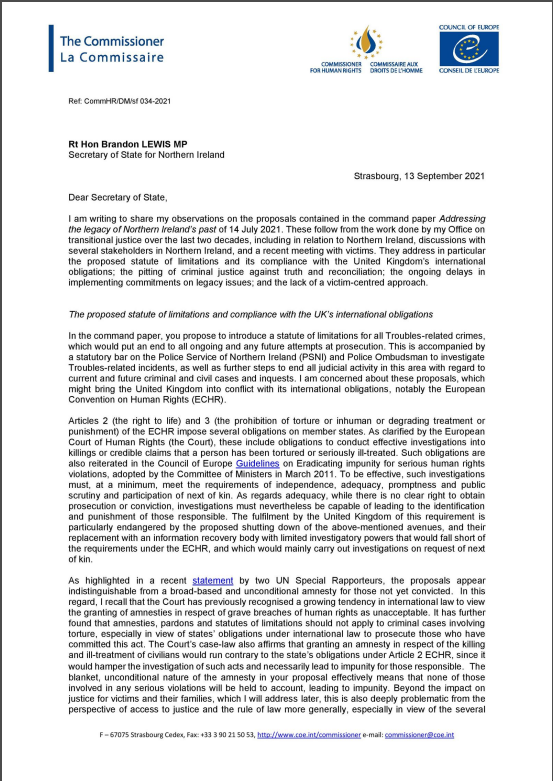 The Commissioner
La Commissaire
COMMISSIONER
FOR HUMAN RIGHTS
COMMISSAIRE AUX
DROITS DE L'HOMME
COUNCIL OF EUROPE
CONSEIL DE L'EUROPE
Ref: CommHR/DM/sf 034-2021
Rt Hon Brandon LEWIS MP
Secretary of State for Northern Ireland
Strasbourg, 13 September 2021
Dear Secretary of State,
I am writing to share my observations on the proposals contained in the command paper Addressing
the legacy of Northern Ireland's past of 14 July 2021. These follow from the work done by my Office on
transitional justice over the last two decades, including in relation to Northern Ireland, discussions with
several stakeholders in Northern Ireland, and a recent meeting with victims. They address in particular
the proposed statute of limitations and its compliance with the United Kingdom's international
obligations; the pitting of criminal justice against truth and reconciliation; the ongoing delays in
implementing commitments on legacy issues; and the lack of a victim-centred approach.
The proposed statute of limitations and compliance with the UK's international obligations
In the command paper, you propose to introduce a statute of limitations for all Troubles-related crimes,
which would put an end to all ongoing and any future attempts at prosecution. This is accompanied by
a statutory bar on the Police Service of Northern Ireland (PSNI) and Police Ombudsman to investigate
Troubles-related incidents, as well as further steps to end all judicial activity in this area with regard to
current and future criminal and civil cases and inquests. I am concerned about these proposals, which
might bring the United Kingdom into conflict with its international obligations, notably the European
Convention on Human Rights (ECHR).
Articles 2 (the right to life) and 3 (the prohibition of torture or inhuman or degrading treatment or
punishment) of the ECHR impose several obligations on member states. As clarified by the European
Court of Human Rights (the Court), these include obligations to conduct effective investigations into
killings or credible claims that a person has been tortured or seriously ill-treated. Such obligations are
also reiterated in the Council of Europe Guidelines on Eradicating impunity for serious human rights
violations, adopted by the Committee of Ministers in March 2011. To be effective, such investigations
must, at a minimum, meet the requirements of independence, adequacy, promptness and public
scrutiny and participation of next of kin. As regards adequacy, while there is no clear right to obtain
prosecution or conviction, investigations must nevertheless be capable of leading to the identification
and punishment of those responsible. The fulfilment by the United Kingdom of this requirement is
particularly endangered by the proposed shutting down of the above-mentioned avenues, and their
replacement with an information recovery body with limited investigatory powers that would fall short of
the requirements under the ECHR, and which would mainly carry out investigations on request of next
of kin.
As highlighted in a recent statement by two UN Special Rapporteurs, the proposals appear
indistinguishable from a broad-based and unconditional amnesty for those not yet convicted. In this
regard, I recall that the Court has previously recognised a growing tendency in international law to view
the granting of amnesties in respect of grave breaches of human rights as unacceptable. It has further
found that amnesties, pardons and statutes of limitations should not apply to criminal cases involving
torture, especially in view of states' obligations under international law to prosecute those who have
committed this act. The Court's case-law also affirms that granting an amnesty in respect of the killing
and ill-treatment of civilians would run contrary to the state's obligations under Article 2 ECHR, since it
would hamper the investigation of such acts and necessarily lead to impunity for those responsible. The
blanket, unconditional nature of the amnesty in your proposal effectively means that none of those
involved in any serious violations will be held to account, leading to impunity. Beyond the impact on
justice for victims and their families, which I will address later, this is also deeply problematic from the
perspective of access to justice and the rule of law more generally, especially in view of the several
F – 67075 Strasbourg Cedex, Fax: +33 3 90 21 50 53, http://www.coe.int/commissioner e-mail: commissioner@coe.int